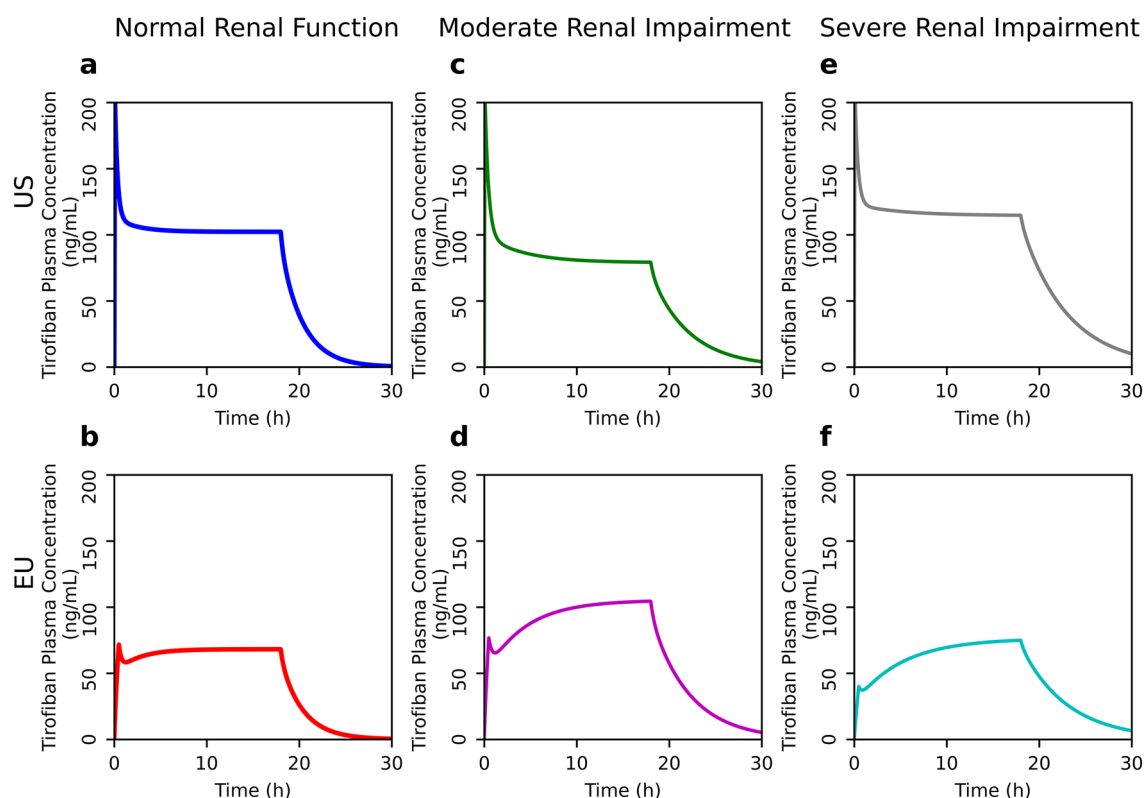 Normal Renal Function
Moderate Renal Impairment
Severe Renal Impairment
a
c
e
US
Tirofiban Plasma Concentration
(ng/mL)
200
150
100
50
0
0 10 20 30
Time (h)
Tirofiban Plasma Concentration
(ng/mL)
200
150
100
50
0
0 10 20 30
Time (h)
Tirofiban Plasma Concentration
(ng/mL)
200
150
100
50
0
0 10 20 30
Time (h)
b
d
f
EU
Tirofiban Plasma Concentration
(ng/mL)
200
150
100
50
0
0 10 20 30
Time (h)
Tirofiban Plasma Concentration
(ng/mL)
200
150
100
50
0
0 10 20 30
Time (h)
Tirofiban Plasma Concentration
(ng/mL)
200
150
100
50
0
0 10 20 30
Time (h)